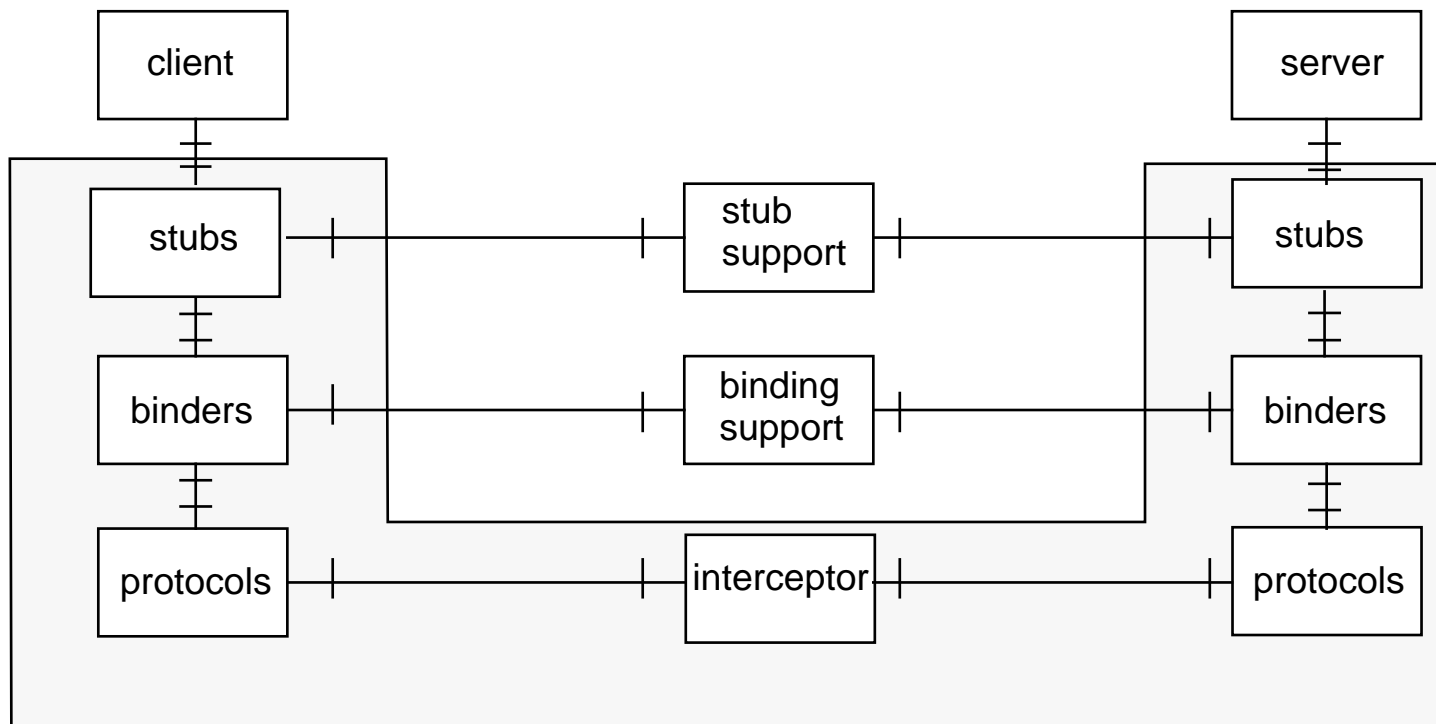 client
server
stubs
stub
support
stubs
binders
binding
support
binders
protocols
interceptor
protocols